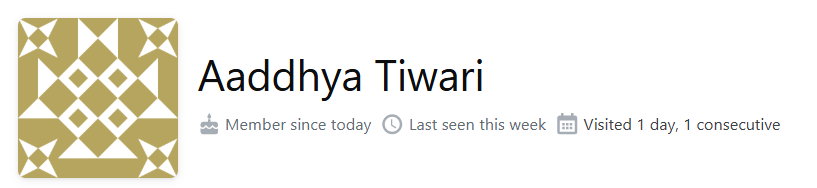 Aaddhya Tiwari
Member since today Last seen this week Visited 1 day, 1 consecutive